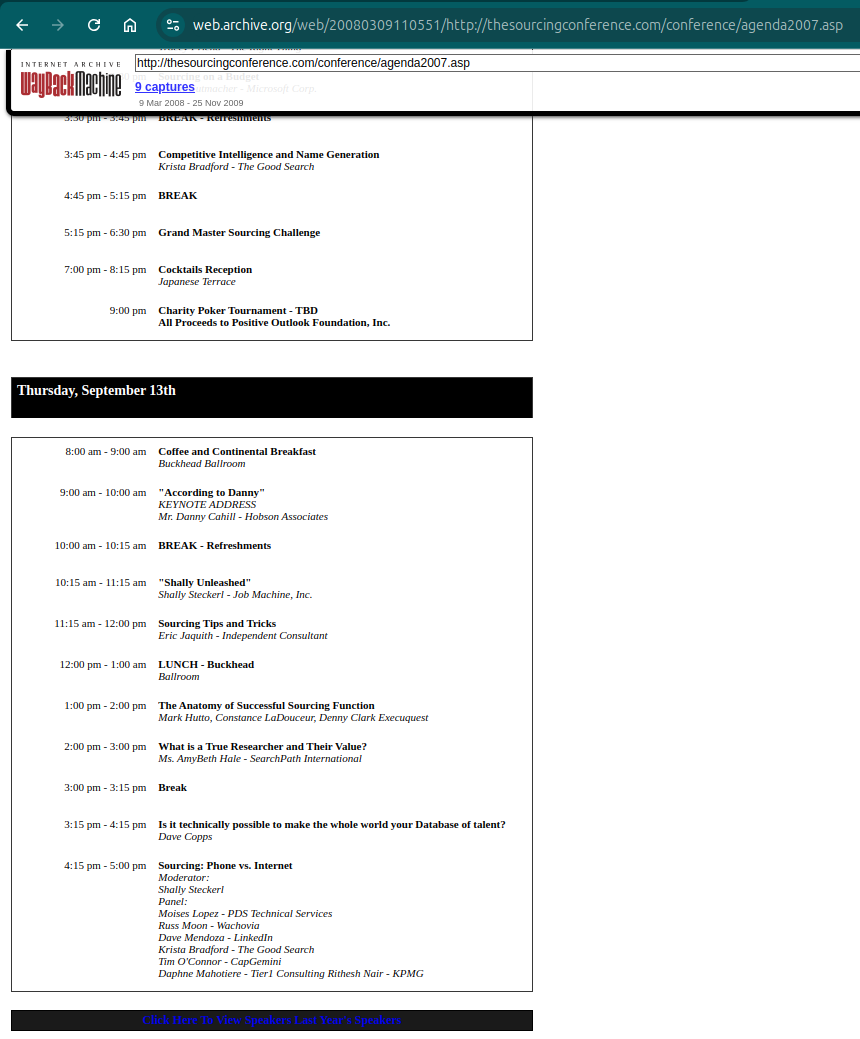 web.archive.org/web/20080309110551/http://thesourcingconference.com/conference/agenda2007.asp
INTERNET ARCHIVE
WayBackMachine
http://thesourcingconference.com/conference/agenda2007.asp
Sourcing on a Budget
9 captures
- Microsoft Corp.
9 Mar 2008 - 25 Nov 2009
3:30 pm - 3:45 pm BREAK - Refreshments
3:45 pm - 4:45 pm Competitive Intelligence and Name Generation
Krista Bradford - The Good Search
4:45 pm - 5:15 pm BREAK
5:15 pm - 6:30 pm Grand Master Sourcing Challenge
7:00 pm - 8:15 pm Cocktails Reception
Japanese Terrace
9:00 pm Charity Poker Tournament - TBD
All Proceeds to Positive Outlook Foundation, Inc.
Thursday, September 13th
8:00 am - 9:00 am Coffee and Continental Breakfast
Buckhead Ballroom
9:00 am - 10:00 am "According to Danny"
KEYNOTE ADDRESS
Mr. Danny Cahill - Hobson Associates
10:00 am - 10:15 am BREAK - Refreshments
10:15 am - 11:15 am "Shally Unleashed"
Shally Steckerl - Job Machine, Inc.
11:15 am - 12:00 pm Sourcing Tips and Tricks
Eric Jaquith - Independent Consultant
12:00 pm - 1:00 am LUNCH - Buckhead
Ballroom
1:00 pm - 2:00 pm The Anatomy of Successful Sourcing Function
Mark Hutto, Constance LaDouceur, Denny Clark Execuquest
2:00 pm - 3:00 pm What is a True Researcher and Their Value?
Ms. AmyBeth Hale - SearchPath International
3:00 pm - 3:15 pm Break
3:15 pm - 4:15 pm Is it technically possible to make the whole world your Database of talent?
Dave Copps
4:15 pm - 5:00 pm Sourcing: Phone vs. Internet
Moderator:
Shally Steckerl
Panel:
Moises Lopez - PDS Technical Services
Russ Moon - Wachovia
Dave Mendoza - LinkedIn
Krista Bradford - The Good Search
Tim O'Connor - CapGemini
Daphne Mahotiere - Tier1 Consulting Rithesh Nair - KPMG
Click Here To View Speakers Last Year's Speakers.